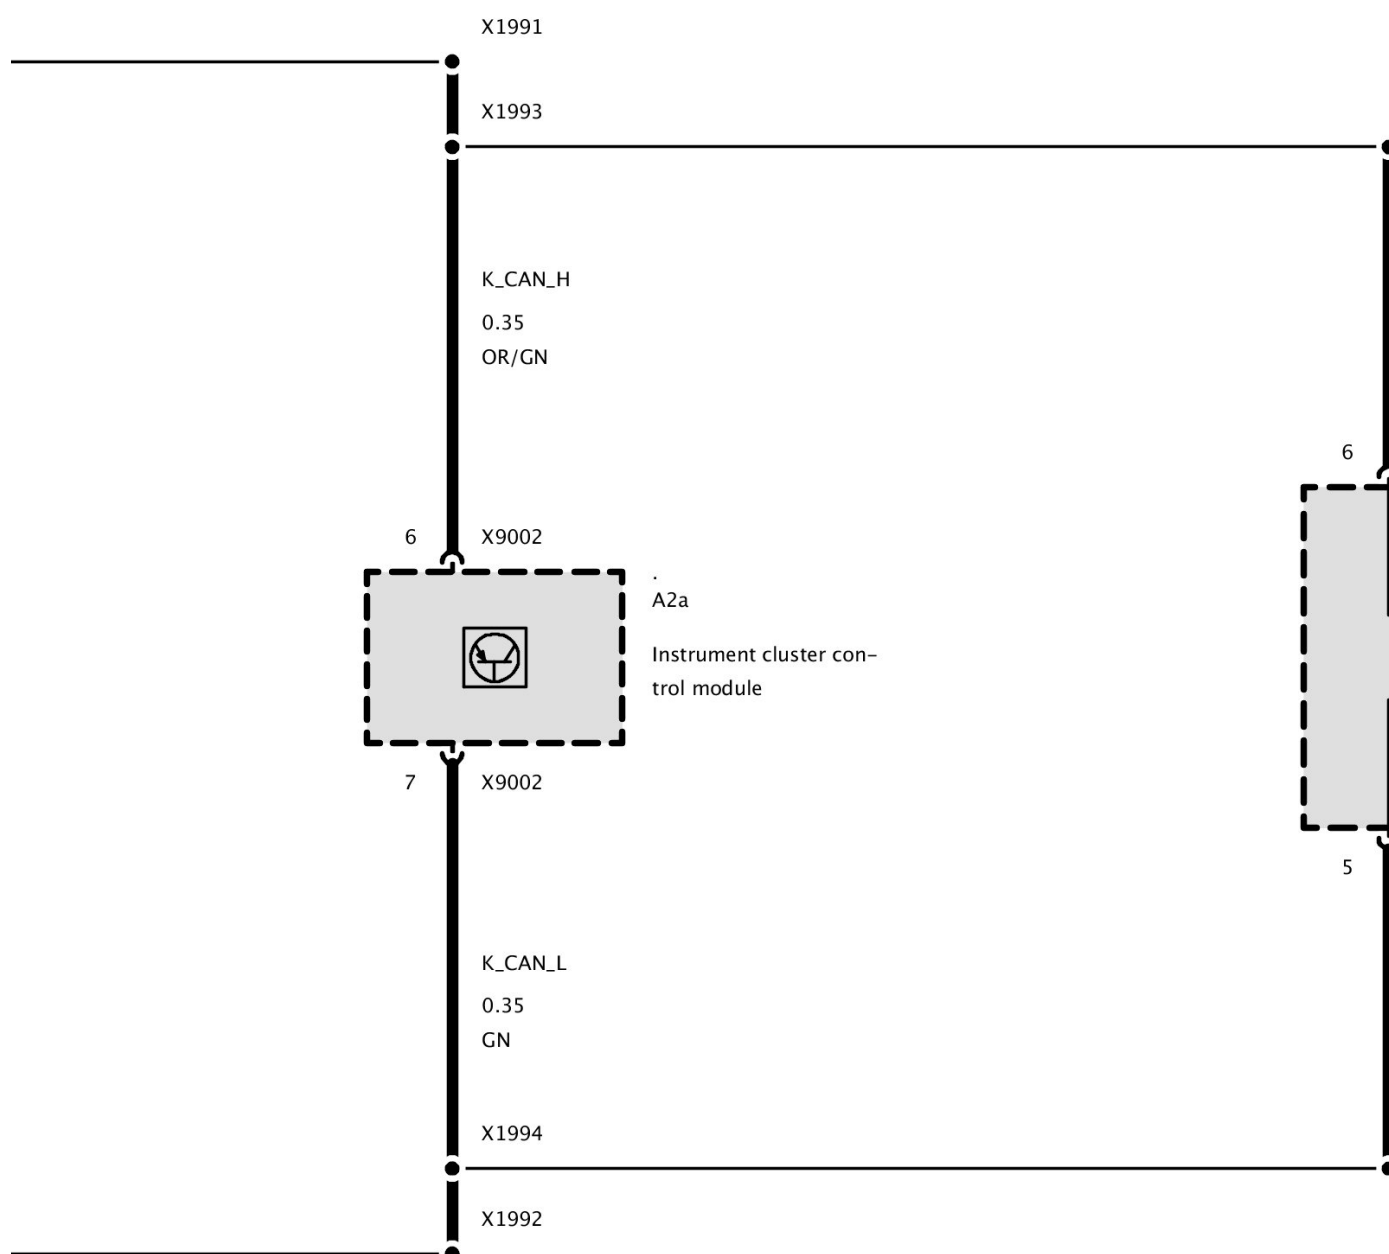 X1991
X1993
K_CAN_H
0.35
OR/GN
6
6
X9002
.
A2a
Instrument cluster con–
trol module
7
X9002
5
K_CAN_L
0.35
GN
X1994
X1992